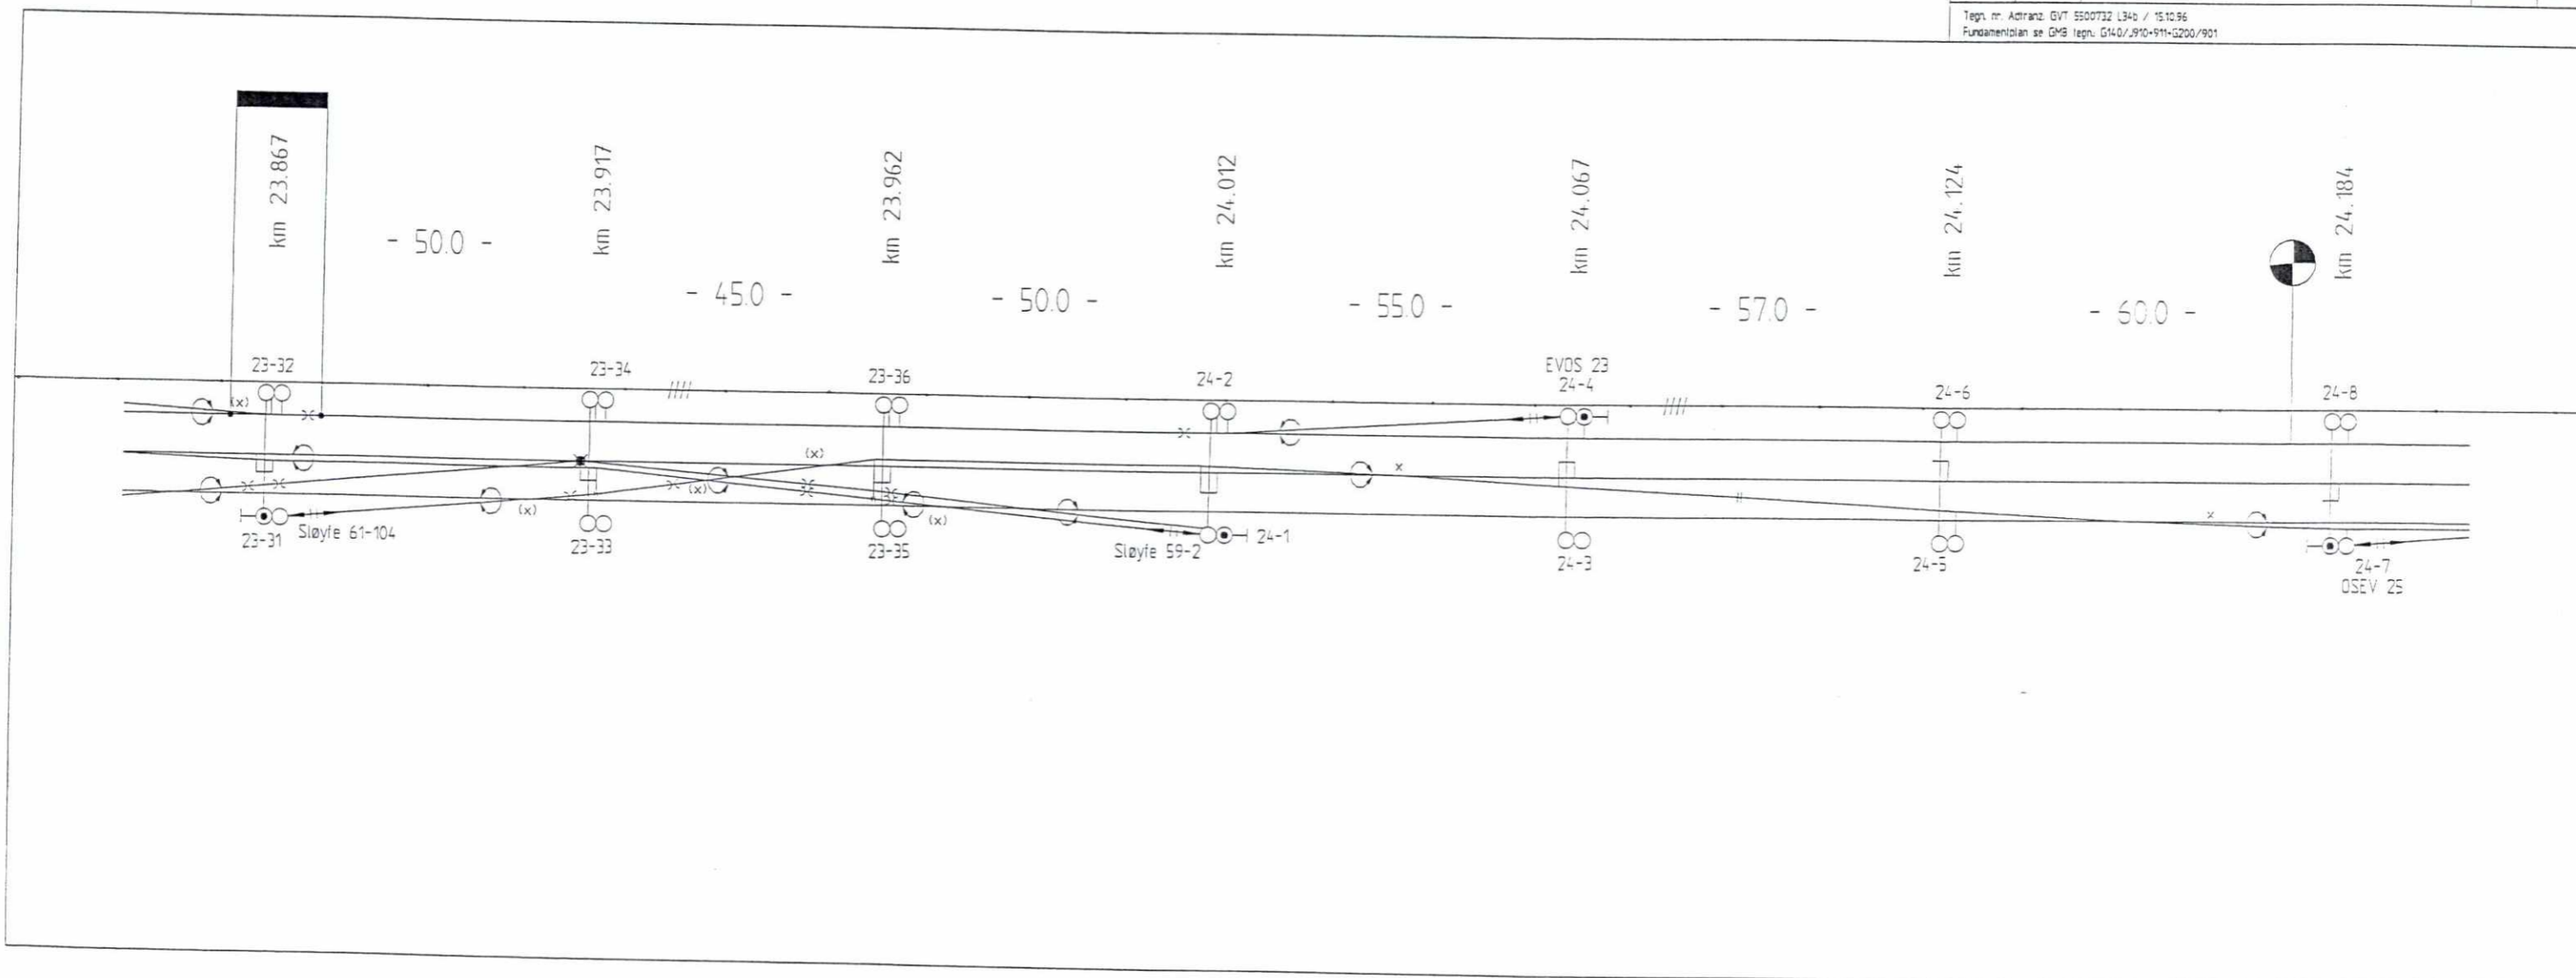 Tegn. nr. Adtranz. GVT 5500732 L34b / 15.10.96
Fundamentplan se GMB tegn.: G140/J910+911+G200/901
km 23.867
km 23.917
km 23.962
km 24.012
km 24.067
km 24.124
km 24.184
- 50.0 -
- 45.0 -
- 50.0 -
- 55.0 -
- 57.0 -
- 60.0 -
EVOS 23
23-32
23-34
23-36
24-2
24-4
24-6
24-8
(x)
(x)
(x)
x
(x)
(x)
x
23-31
Sløyfe 61-104
23-33
23-35
Sløyfe 59-2
24-1
24-3
24-5
24-7
OSEV 25